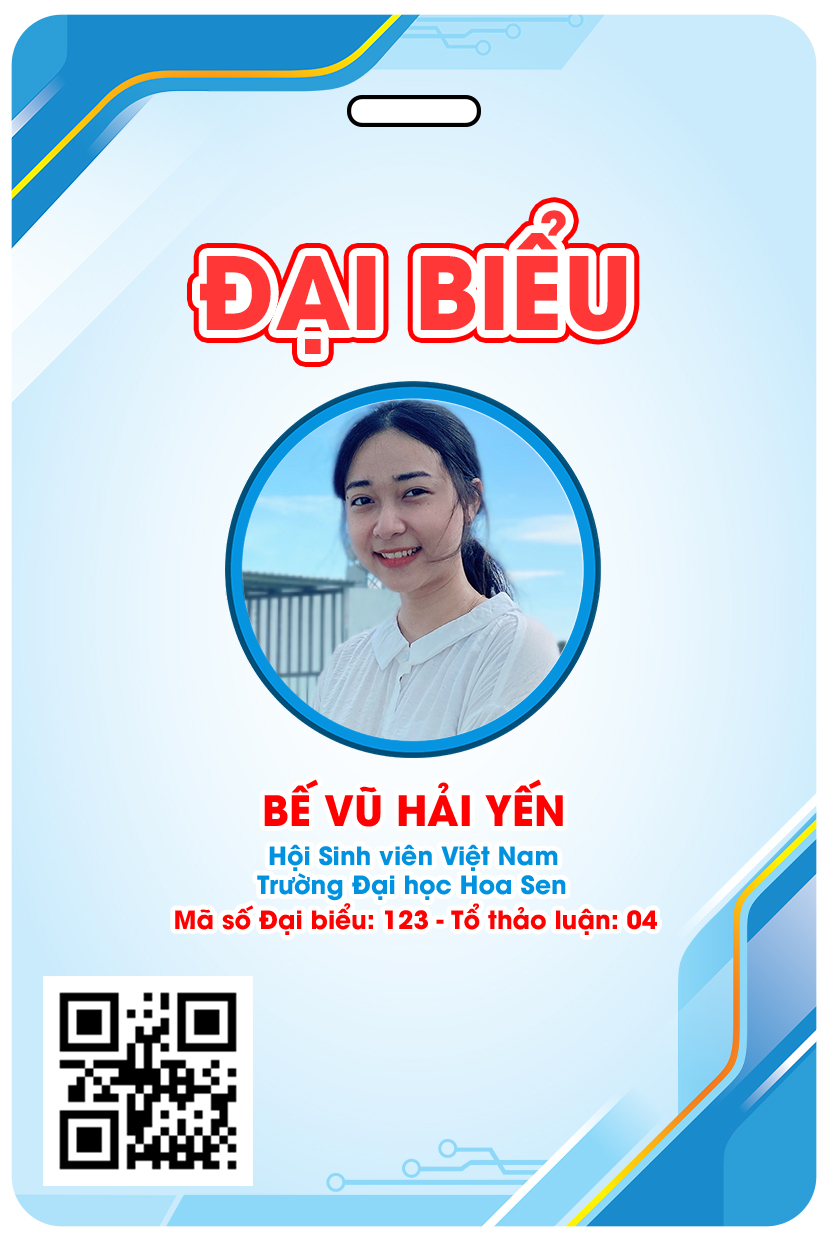 ĐẠI BIỂU
BẾ VŨ HẢI YẾN
Hội Sinh viên Việt Nam
Trường Đại học Hoa Sen
Mã số Đại biểu: 123 - Tổ thảo luận: 04